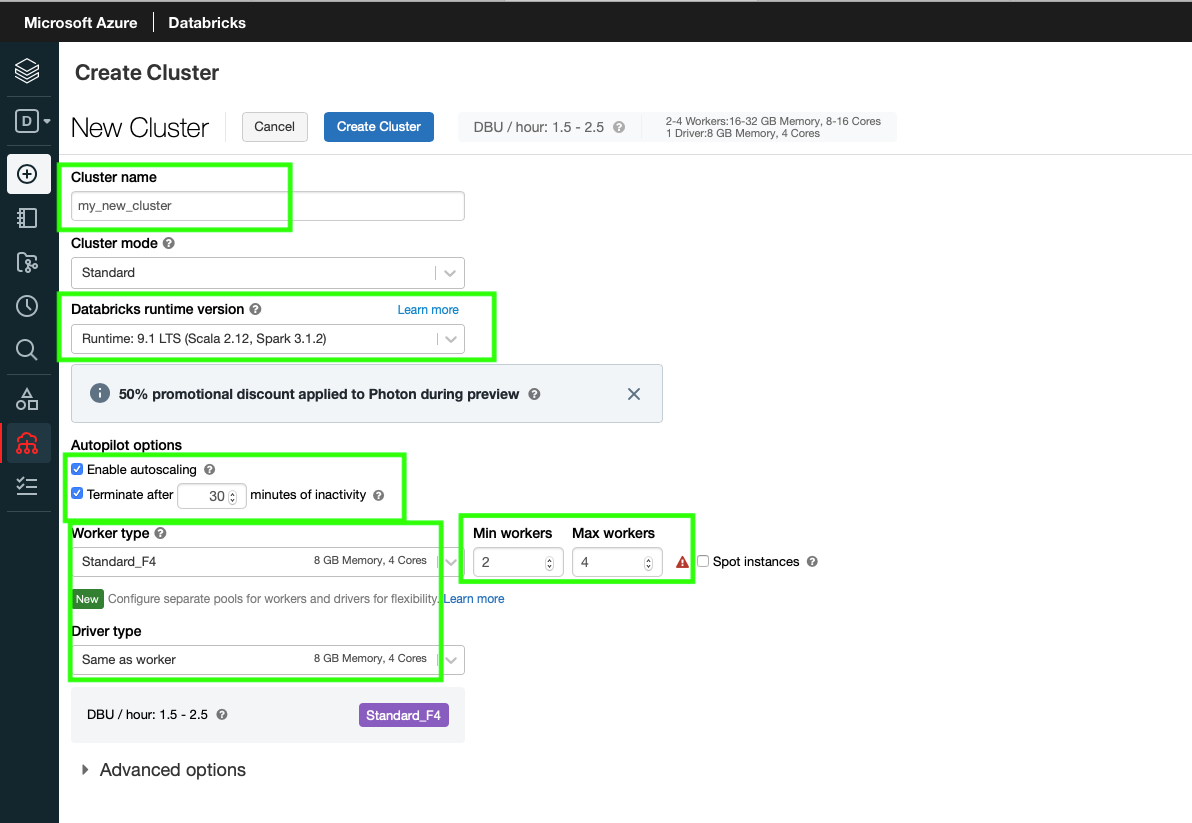 Microsoft Azure Databricks
D
Create Cluster
New Cluster Cancel Create Cluster DBU / hour: 1.5 - 2.5 2-4 Workers:16-32 GB Memory, 8-16 Cores
1 Driver:8 GB Memory, 4 Cores
Cluster name
my_new_cluster
Cluster mode
Standard
Databricks runtime version Learn more
Runtime: 9.1 LTS (Scala 2.12, Spark 3.1.2)
50% promotional discount applied to Photon during preview
Autopilot options
Enable autoscaling
Terminate after 30 minutes of inactivity
Worker type Min workers Max workers
Standard_F4 8 GB Memory, 4 Cores 2 4 Spot instances
New Configure separate pools for workers and drivers for flexibility. Learn more
Driver type
Same as worker 8 GB Memory, 4 Cores
DBU / hour: 1.5 - 2.5 Standard_F4
Advanced options